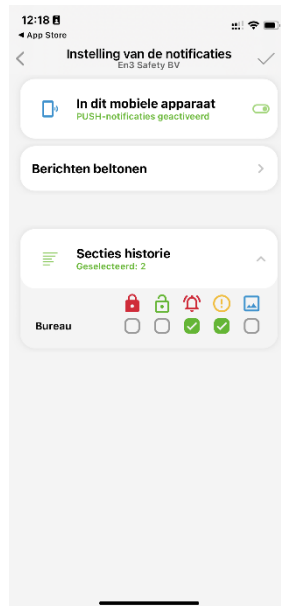 12:18
App Store
Instelling van de notificaties
En3 Safety BV
In dit mobiele apparaat
PUSH-notificaties geactiveerd
Berichten beltonen
Secties historie
Geselecteerd: 2
Bureau